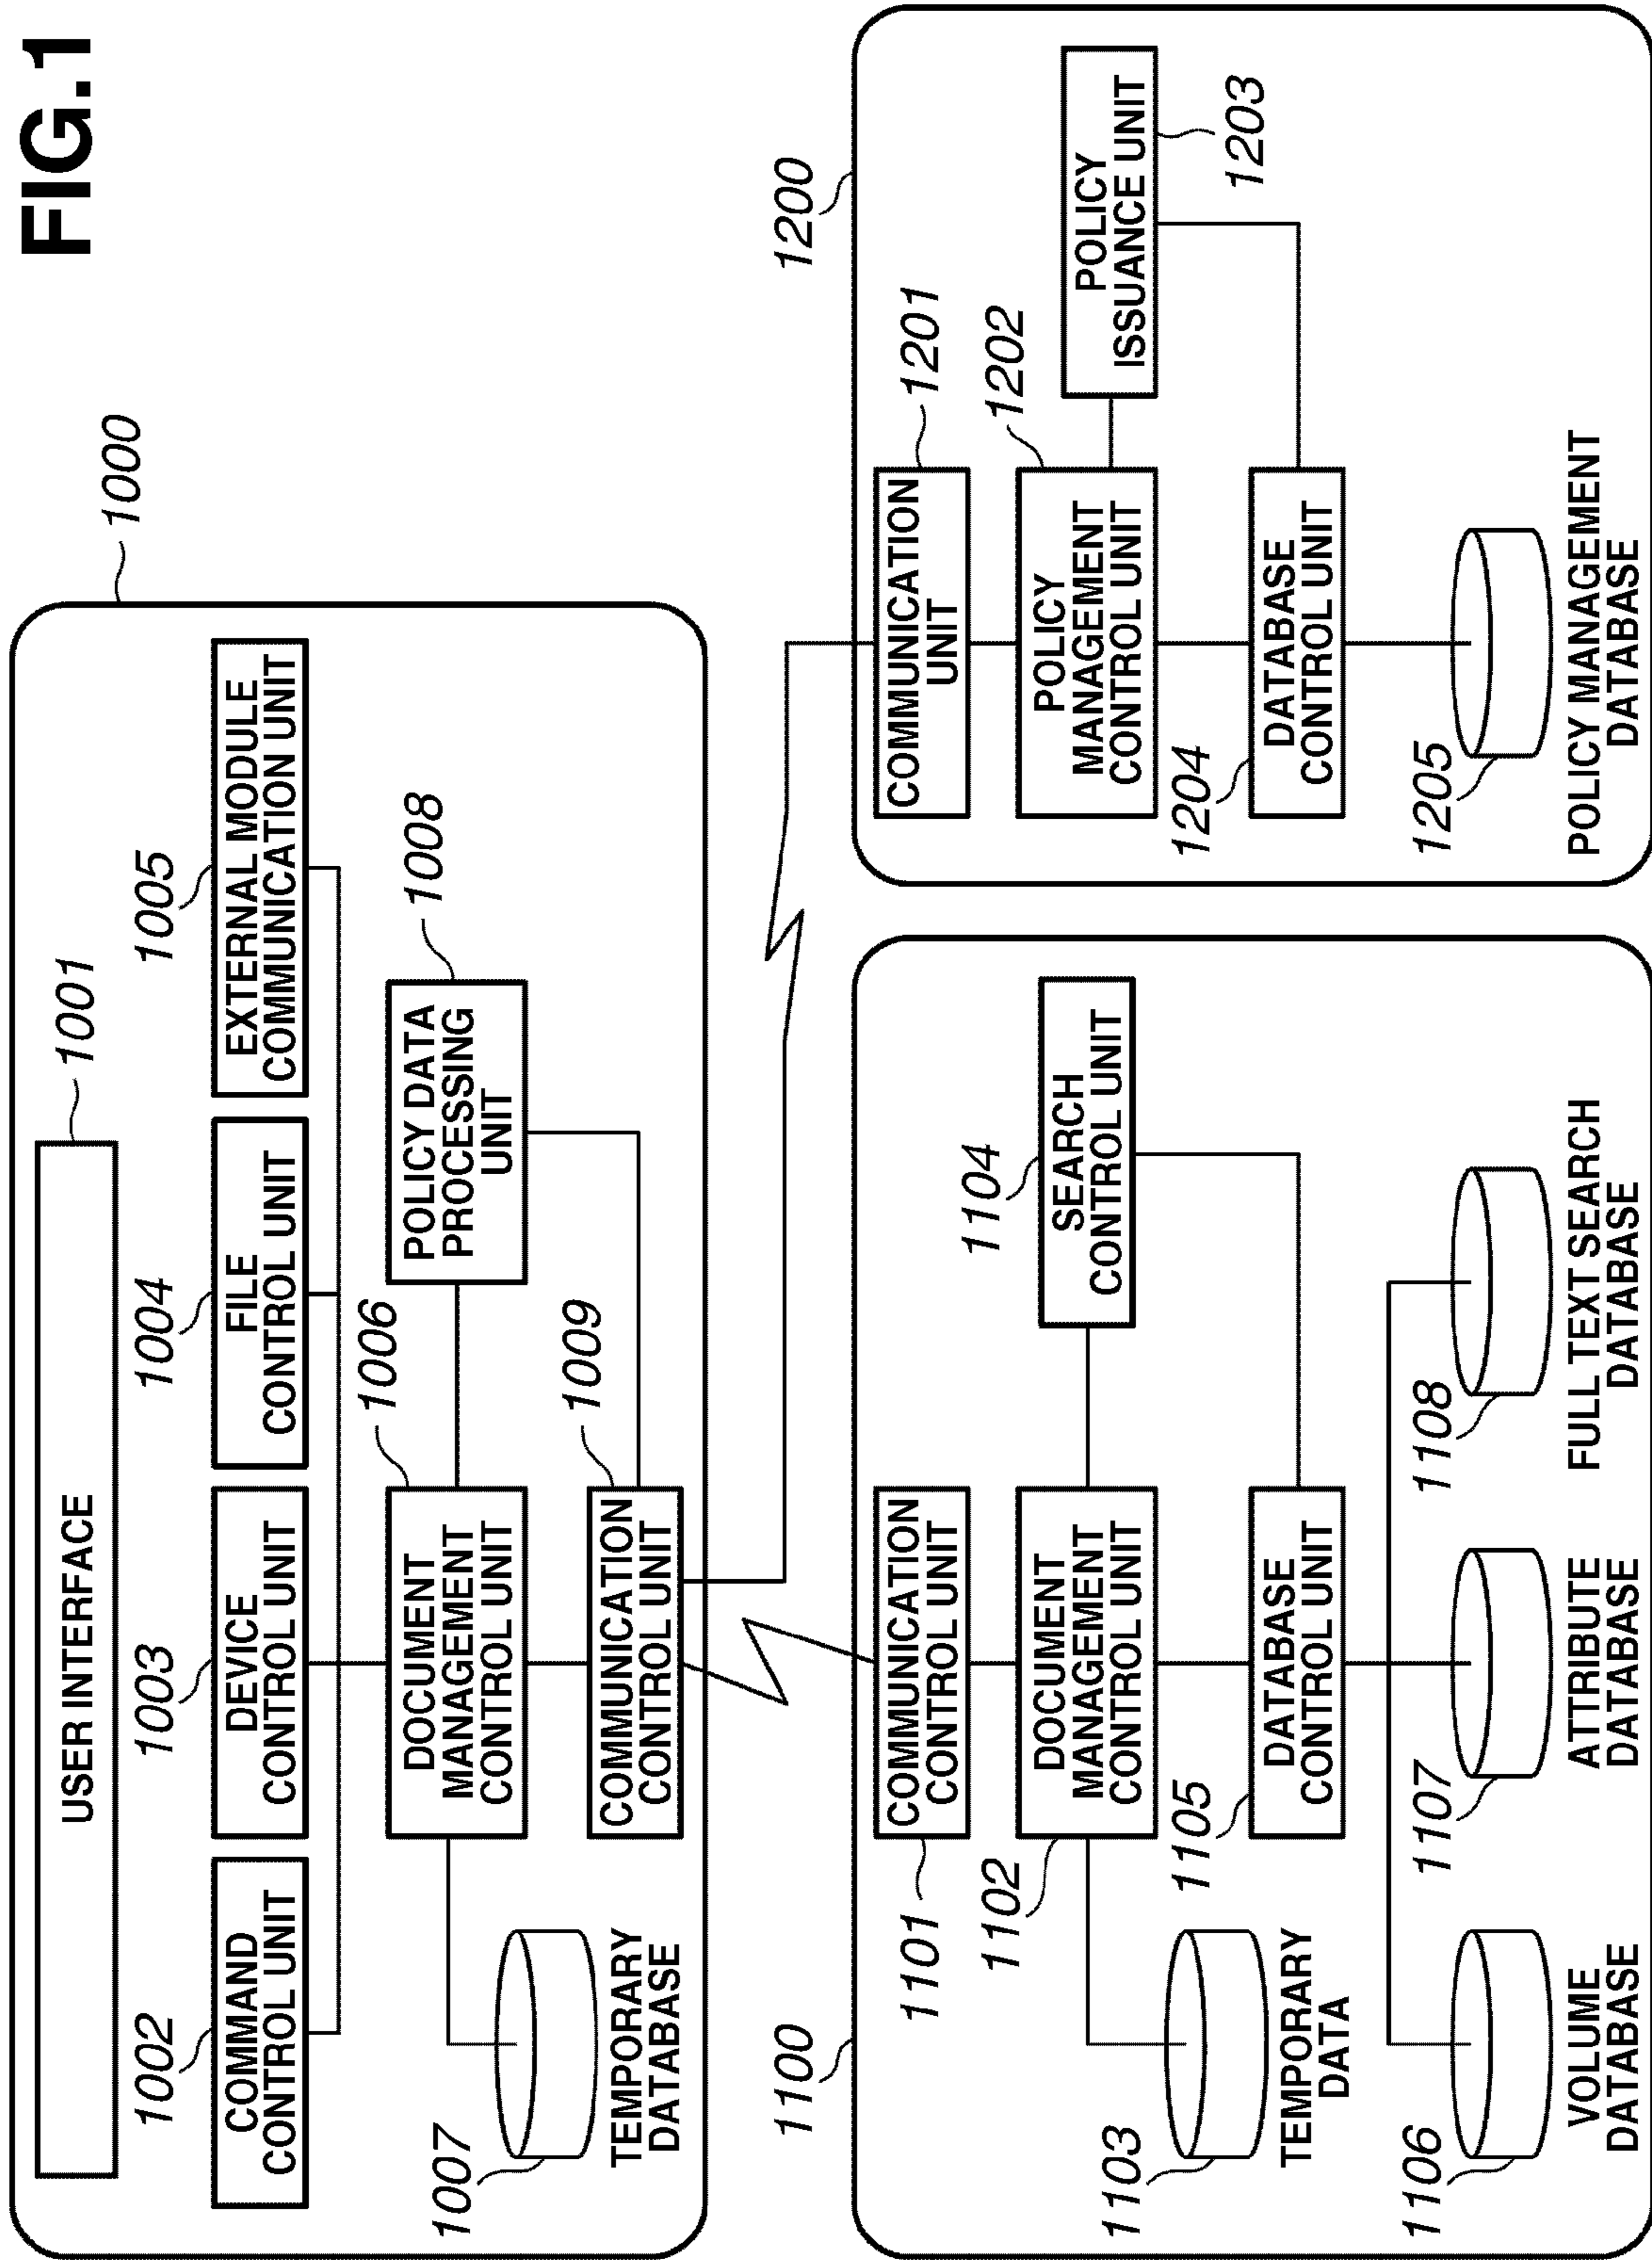 FIG.1
1000
USER INTERFACE
1001
1002
COMMAND
CONTROL UNIT
1003
DEVICE
CONTROL UNIT
1004
FILE
CONTROL UNIT
1005
EXTERNAL MODULE
COMMUNICATION UNIT
1006
DOCUMENT
MANAGEMENT
CONTROL UNIT
1008
POLICY DATA
PROCESSING
UNIT
1007
TEMPORARY
DATABASE
1009
COMMUNICATION
CONTROL UNIT
1100
1101
COMMUNICATION
CONTROL UNIT
1102
DOCUMENT
MANAGEMENT
CONTROL UNIT
1104
SEARCH
CONTROL UNIT
1103
TEMPORARY
DATA
1105
DATABASE
CONTROL UNIT
1106
VOLUME
DATABASE
1107
ATTRIBUTE
DATABASE
1108
FULL TEXT SEARCH
DATABASE
1200
1201
COMMUNICATION
UNIT
1202
POLICY
MANAGEMENT
CONTROL UNIT
POLICY
ISSUANCE UNIT
1203
1204
DATABASE
CONTROL UNIT
1205
POLICY MANAGEMENT
DATABASE